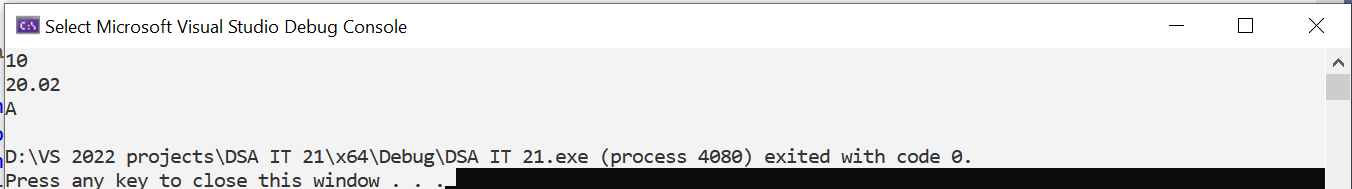 Select Microsoft Visual Studio Debug Console
10
20.02
A
D:\VS 2022 projects\DSA IT 21\x64\Debug\DSA IT 21.exe (process 4080) exited with code 0.
Press any key to close this window . . .